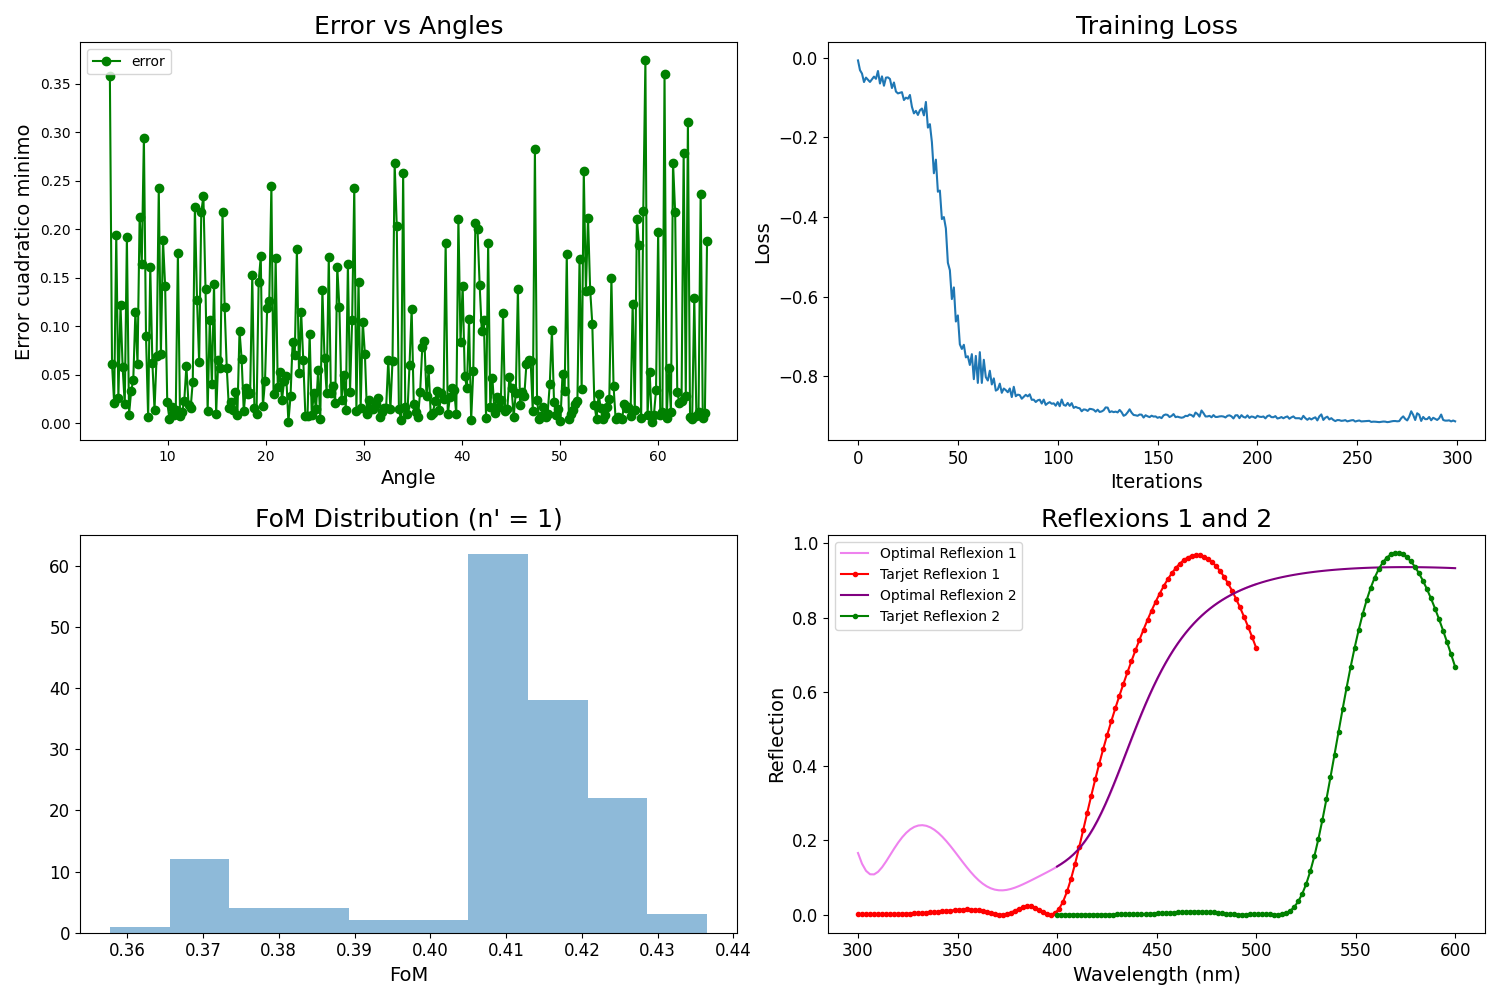 Error vs Angles
error
Error cuadratico minimo
0.35
0.30
0.25
0.20
0.15
0.10
0.05
0.00
10 20 30 40 50 60
Angle
Training Loss
Loss
0.0
−0.2
−0.4
−0.6
−0.8
0 50 100 150 200 250 300
Iterations
FoM Distribution (n' = 1)
60
50
40
30
20
10
0
0.36 0.37 0.38 0.39 0.40 0.41 0.42 0.43 0.44
FoM
Reflexions 1 and 2
Optimal Reflexion 1
Tarjet Reflexion 1
Optimal Reflexion 2
Tarjet Reflexion 2
Reflection
1.0
0.8
0.6
0.4
0.2
0.0
300 350 400 450 500 550 600
Wavelength (nm)